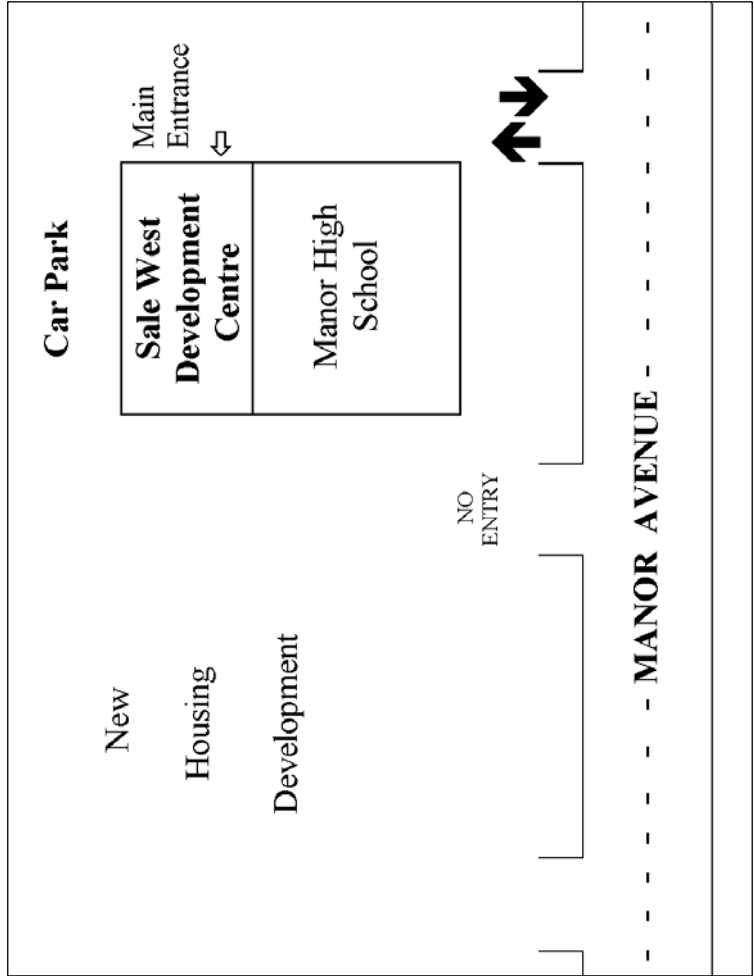 Car Park
Main
Entrance
Sale West
Development
Centre
Manor High
School
NO
ENTRY
New
Housing
Development
MANOR AVENUE